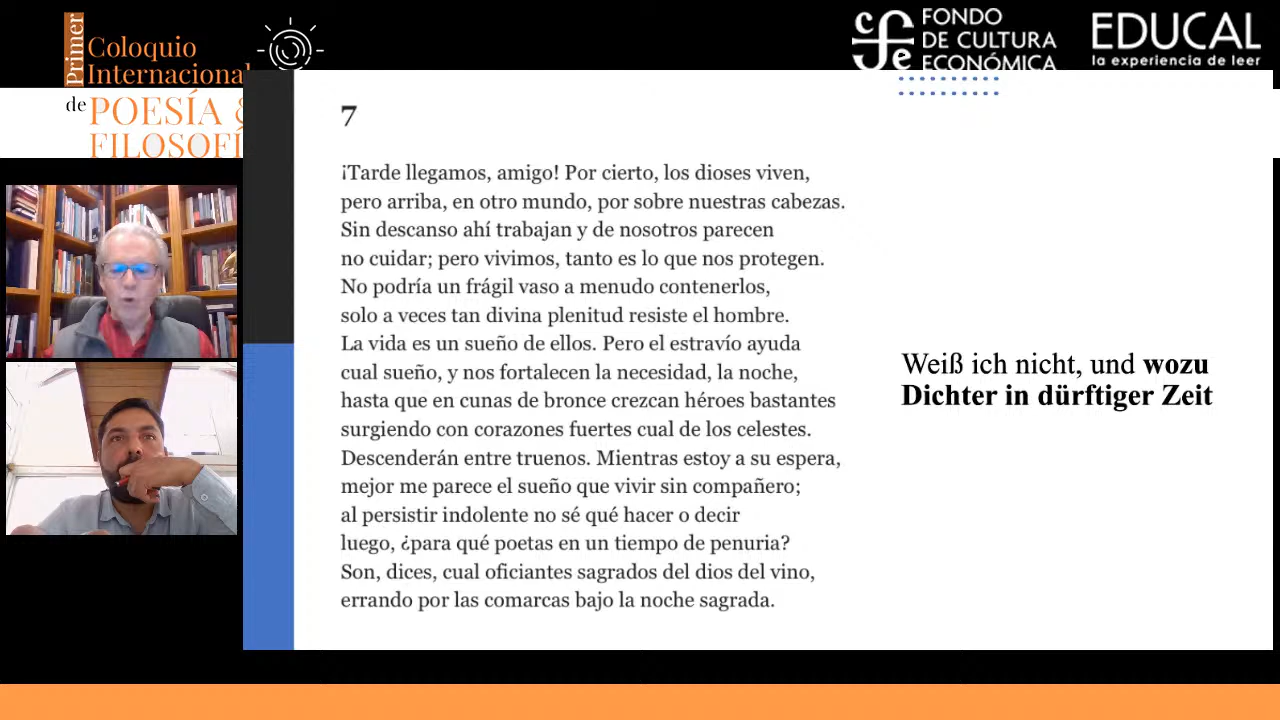 Primer
Coloquio
Internacional
de POESÍA
FILOSOFÍ
FONDO
DE CULTURA
ECONÓMICA
EDUCAL
la experiencia de leer
7
¡Tarde llegamos, amigo! Por cierto, los dioses viven,
pero arriba, en otro mundo, por sobre nuestras cabezas.
Sin descanso ahí trabajan y de nosotros parecen
no cuidar; pero vivimos, tanto es lo que nos protegen.
No podría un frágil vaso a menudo contenerlos,
solo a veces tan divina plenitud resiste el hombre.
La vida es un sueño de ellos. Pero el estravío ayuda
cual sueño, y nos fortalecen la necesidad, la noche,
hasta que en cunas de bronce crezcan héroes bastantes
surgiendo con corazones fuertes cual de los celestes.
Descenderán entre truenos. Mientras estoy a su espera,
mejor me parece el sueño que vivir sin compañero;
al persistir indolente no sé qué hacer o decir
luego, ¿para qué poetas en un tiempo de penuria?
Son, dices, cual oficiantes sagrados del dios del vino,
errando por las comarcas bajo la noche sagrada.
Weiß ich nicht, und wozu
Dichter in dürftiger Zeit